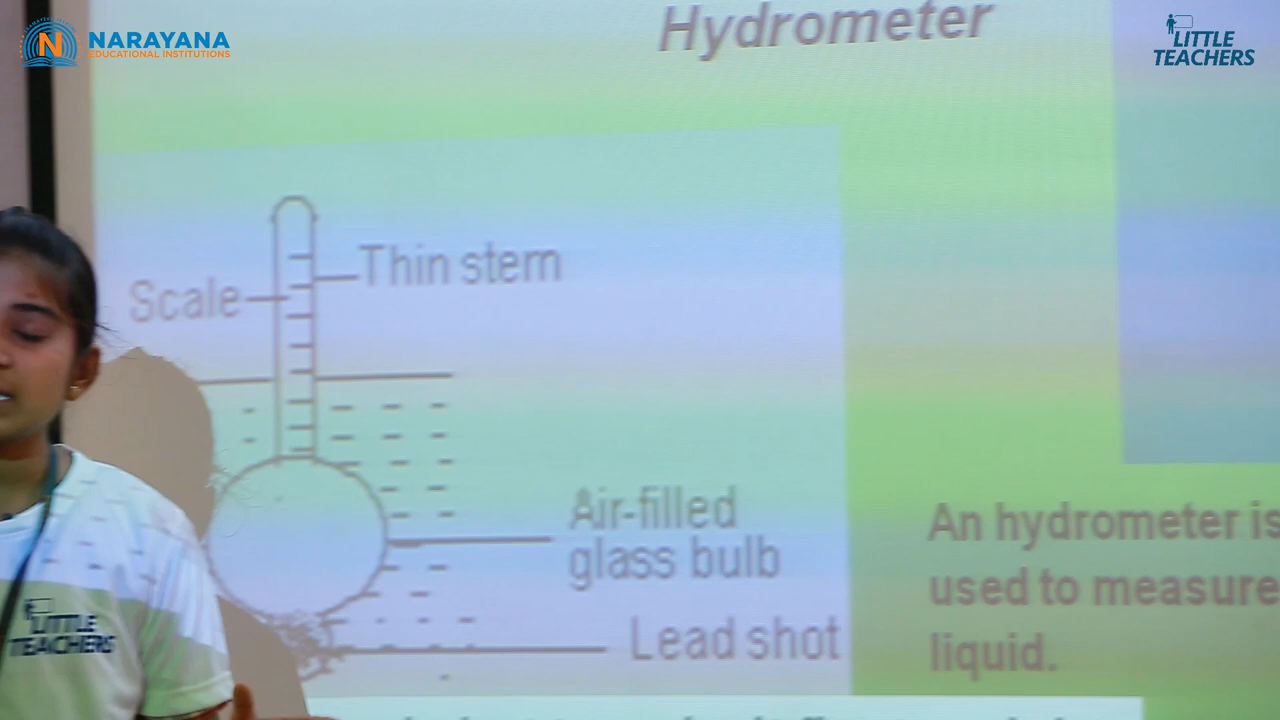 NARAYANA
EDUCATIONAL INSTITUTIONS
LITTLE
TEACHERS
Hydrometer
Thin stem
Scale
Air-filled
glass bulb
Lead shot
An hydrometer is
used to measure
liquid.
LITTLE
TEACHERS